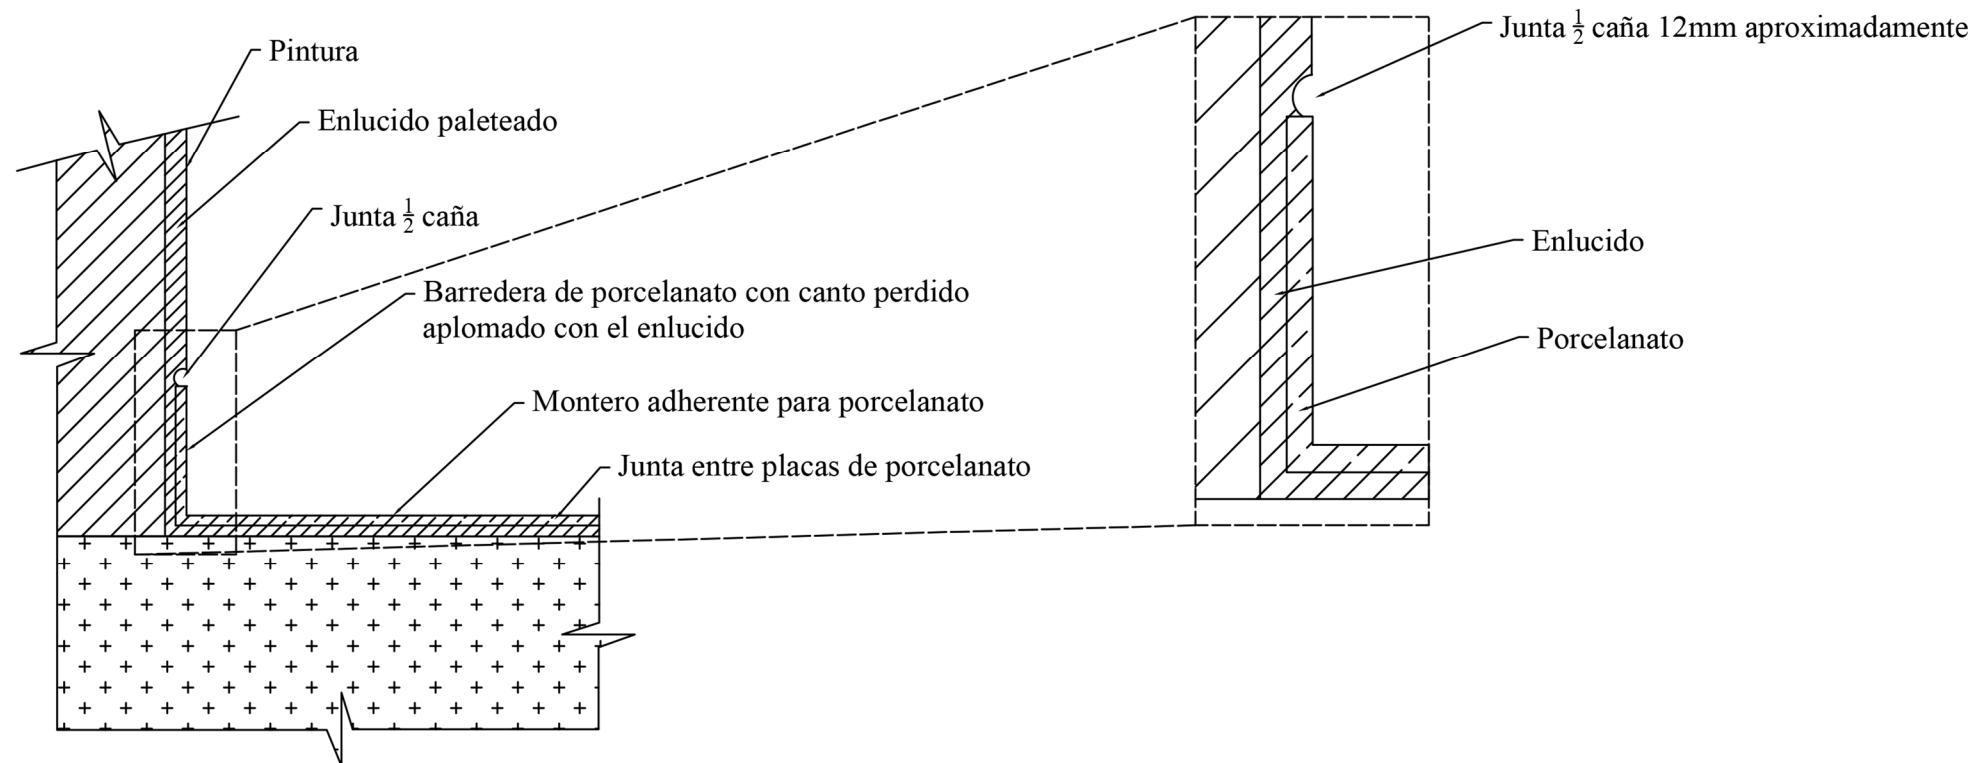 Pintura
Enlucido paleteado
Junta ½ caña
Barredera de porcelanato con canto perdido
aplomado con el enlucido
Montero adherente para porcelanato
Junta entre placas de porcelanato
Junta ½ caña 12mm aproximadamente
Enlucido
Porcelanato